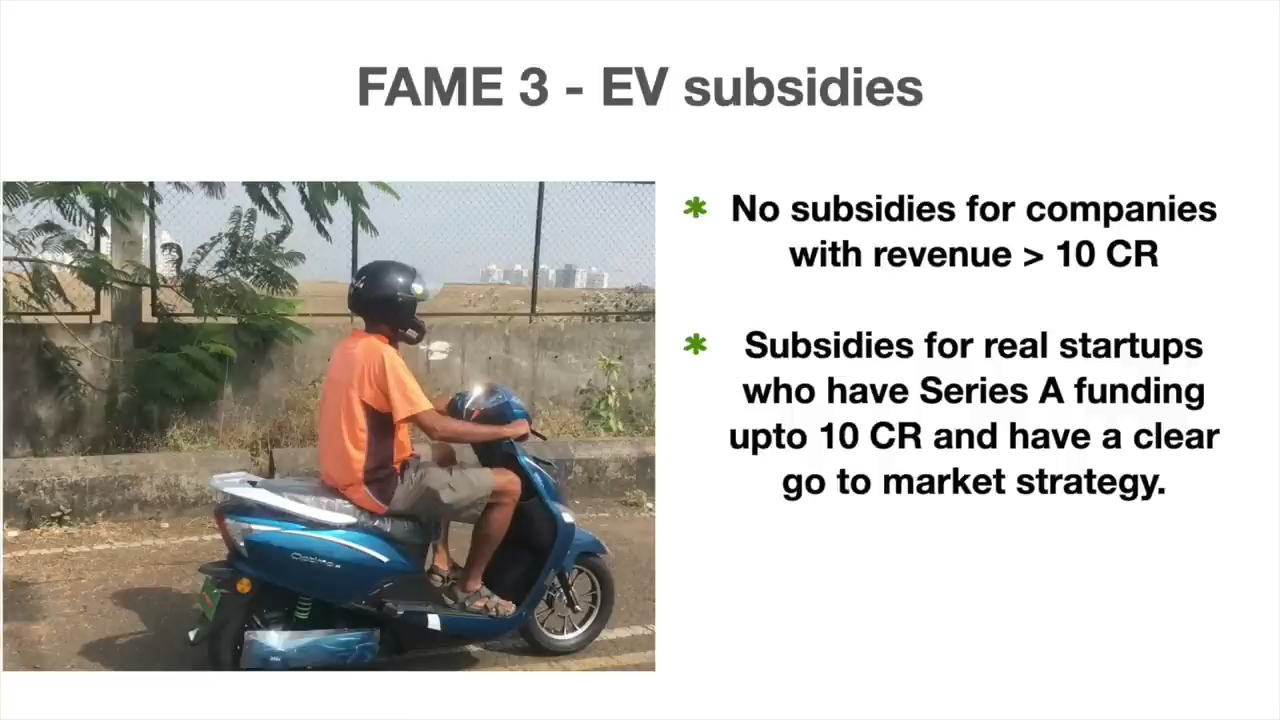 FAME 3 - EV subsidies
No subsidies for companies
with revenue > 10 CR
Subsidies for real startups
who have Series A funding
upto 10 CR and have a clear
go to market strategy.
Optima